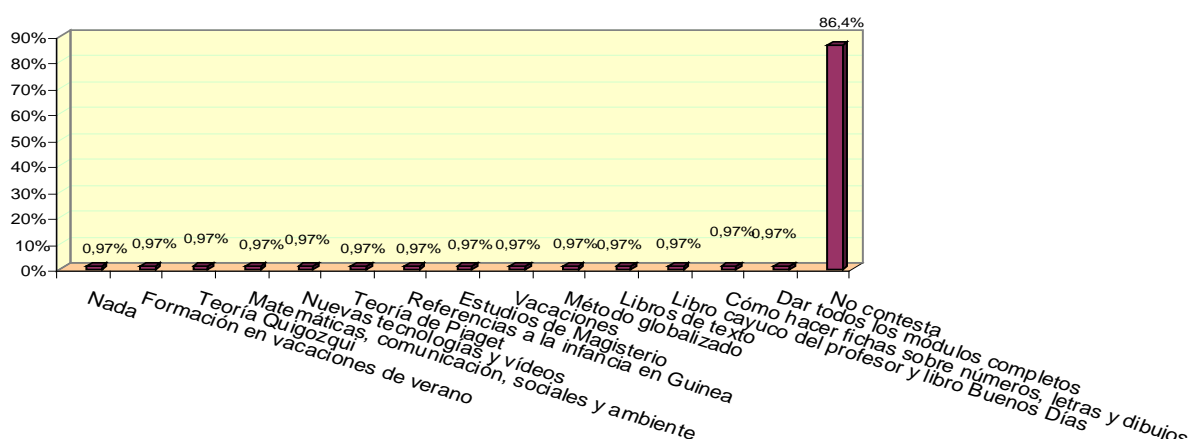 86,4%
90%
80%
70%
60%
50%
40%
30%
20%
10%
0%
0,97%
0,97%
0,97%
0,97%
0,97%
0,97%
0,97%
0,97%
0,97%
0,97%
0,97%
0,97%
0,97%
0,97%
Nada
Formación en vacaciones de verano
Teoría Quigozqui
Matemáticas, comunicación, sociales y ambiente
Nuevas tecnologías y vídeos
Teoría de Piaget
Referencias a la infancia en Guinea
Estudios de Magisterio
Vacaciones
Método globalizado
Libros de texto
Libro cayuco del profesor y libro Buenos Días
Cómo hacer fichas sobre números, letras y dibujos
Dar todos los módulos completos
No contesta